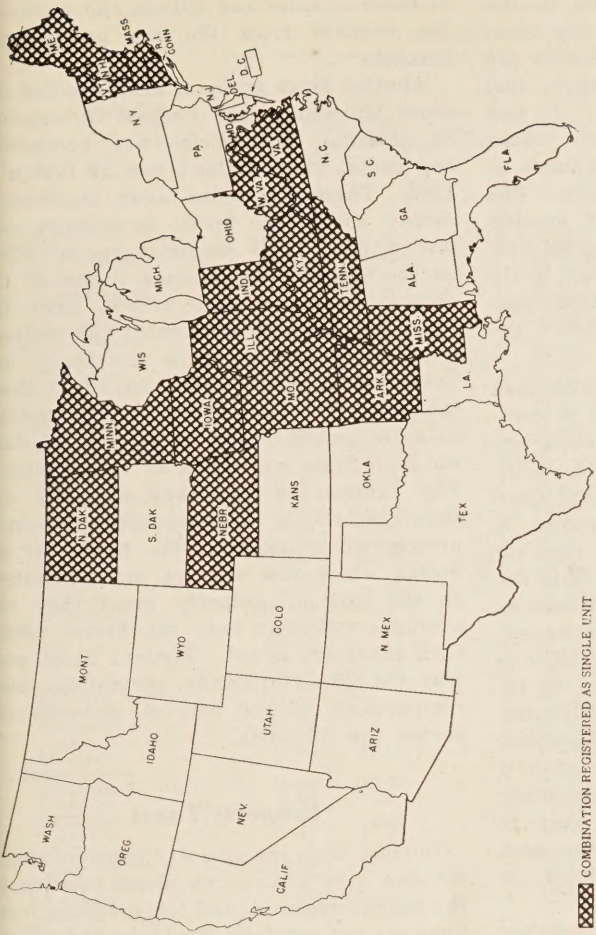 WASH
OREG
CALIF
NEV.
IDAHO
MONT
WYO
UTAH
ARIZ
COLO
N. MEX
N. DAK
S. DAK
NEBR
KANS
OKLA
TEX
MINN
IOWA
MO
ARK
LA.
WIS
ILL
MICH
IND
OHIO
KY
TENN
MISS
ALA.
GA
FLA
S.C
N.C
VA
W.VA
MD
DEL
D.C.
PA
N.J
N.Y
CONN
R.I
MASS
VT
N.H
ME
COMBINATION REGISTERED AS SINGLE UNIT